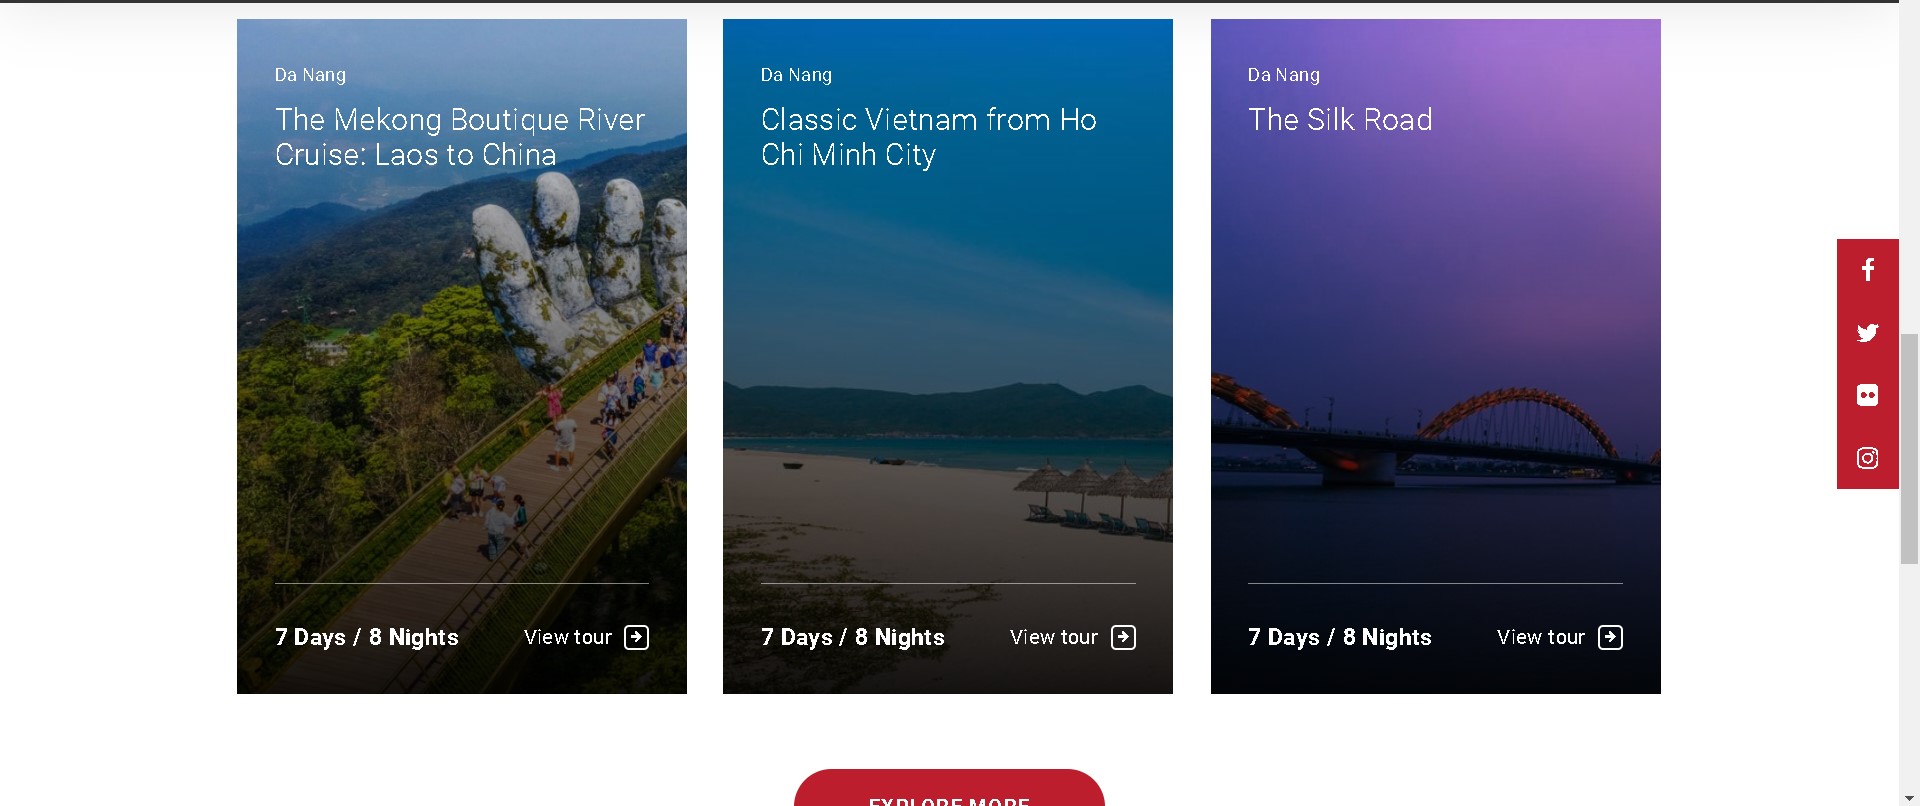 Da Nang
The Mekong Boutique River
Cruise: Laos to China
7 Days / 8 Nights
View tour
Da Nang
Classic Vietnam from Ho
Chi Minh City
7 Days / 8 Nights
View tour
Da Nang
The Silk Road
7 Days / 8 Nights
View tour
EXPLORE MORE